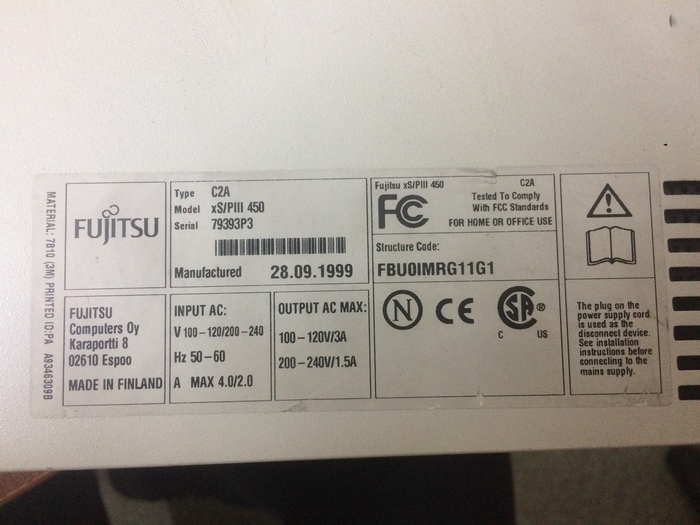 MATERIAL: 7810 (3M) PRINTED ID:PA A9346309B
FUJITSU
Type C2A
Model xS/PIII 450
Serial 79393P3
Manufactured 28.09.1999
Fujitsu xS/PIII 450 C2A
FC
Tested To Comply
With FCC Standards
FOR HOME OR OFFICE USE
Structure Code:
FBU0IMRG11G1
FUJITSU
Computers Oy
Karaportti 8
02610 Espoo
MADE IN FINLAND
INPUT AC:
V 100-120/200-240
Hz 50-60
A MAX 4.0/2.0
OUTPUT AC MAX:
100-120V/3A
200-240V/1.5A
N CE SA ®
C US
The plug on the
power supply cord
is used as the
disconnect device.
See installation
instructions before
connecting to the
mains supply.